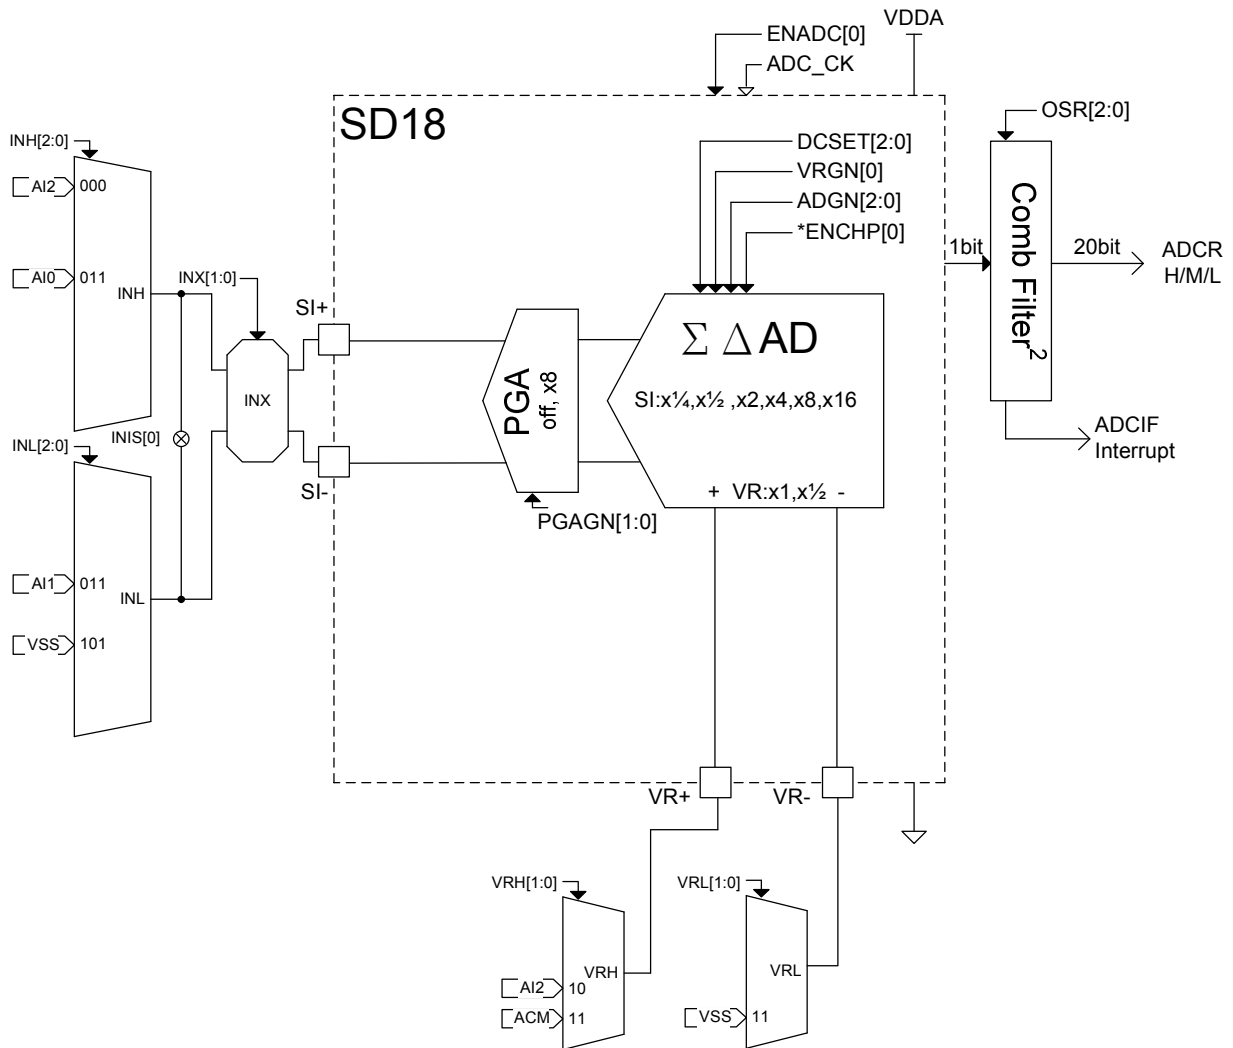 VDDA
ENADC[0]
ADC_CK
SD18
OSR[2:0]
INH[2:0]
DCSET[2:0]
VRGN[0]
ADGN[2:0]
*ENCHP[0]
AI2 000
AI0 011
INH
INX[1:0]
SI+
1bit
Comb Filter²
20bit
ADCR
H/M/L
Σ Δ AD
PGA
off, x8
SI:x¼,x½ ,x2,x4,x8,x16
INX
INIS[0]
INL[2:0]
ADCIF
Interrupt
SI-
+ VR:x1,x½ -
PGAGN[1:0]
AI1 011
INL
VSS 101
VR+
VR-
VRH[1:0]
VRL[1:0]
VRH
VRL
AI2 10
ACM 11
VSS 11